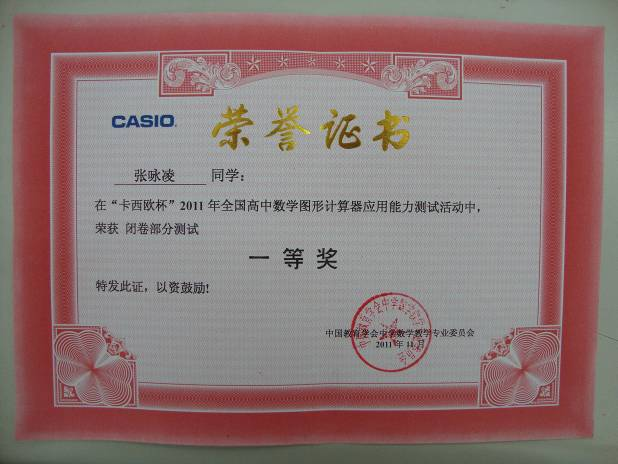 CASIO.
荣誉证书
张咏凌 同学：
在“卡西欧杯”2011年全国高中数学图形计算器应用能力测试活动中，
荣获 闭卷部分测试
一等奖
特发此证，以资鼓励!
中国教育学会中学数学教学专业委员会
2011年11月